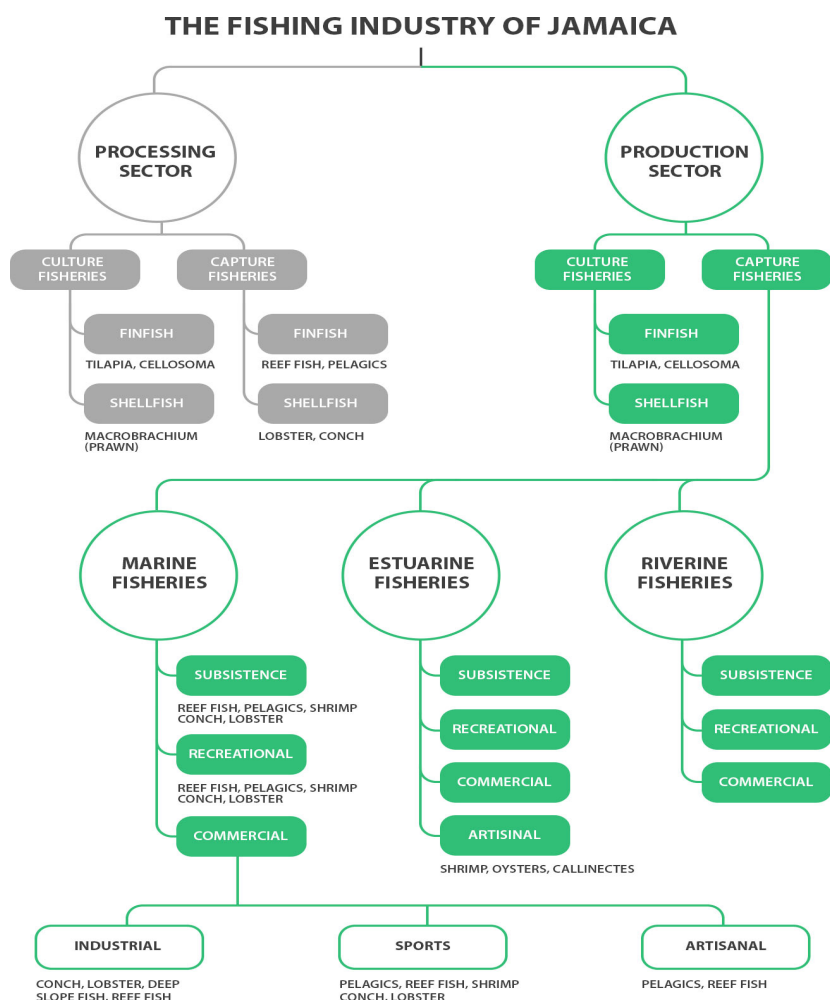 THE FISHING INDUSTRY OF JAMAICA
PROCESSING
SECTOR
PRODUCTION
SECTOR
CULTURE
FISHERIES
CAPTURE
FISHERIES
CULTURE
FISHERIES
CAPTURE
FISHERIES
FINFISH
TILAPIA, CELLOSOMA
FINFISH
REEF FISH, PELAGICS
FINFISH
TILAPIA, CELLOSOMA
SHELLFISH
MACROBRACHIUM
(PRAWN)
SHELLFISH
LOBSTER, CONCH
SHELLFISH
MACROBRACHIUM
(PRAWN)
MARINE
FISHERIES
ESTUARINE
FISHERIES
RIVERINE
FISHERIES
SUBSISTENCE
REEF FISH, PELAGICS, SHRIMP
CONCH, LOBSTER
RECREATIONAL
REEF FISH, PELAGICS, SHRIMP
CONCH, LOBSTER
COMMERCIAL
SUBSISTENCE
RECREATIONAL
COMMERCIAL
ARTISINAL
SHRIMP, OYSTERS, CALLINECTES
SUBSISTENCE
RECREATIONAL
COMMERCIAL
INDUSTRIAL
CONCH, LOBSTER, DEEP
SLOPE FISH, REEF FISH
SPORTS
PELAGICS, REEF FISH, SHRIMP
CONCH, LOBSTER
ARTISANAL
PELAGICS, REEF FISH